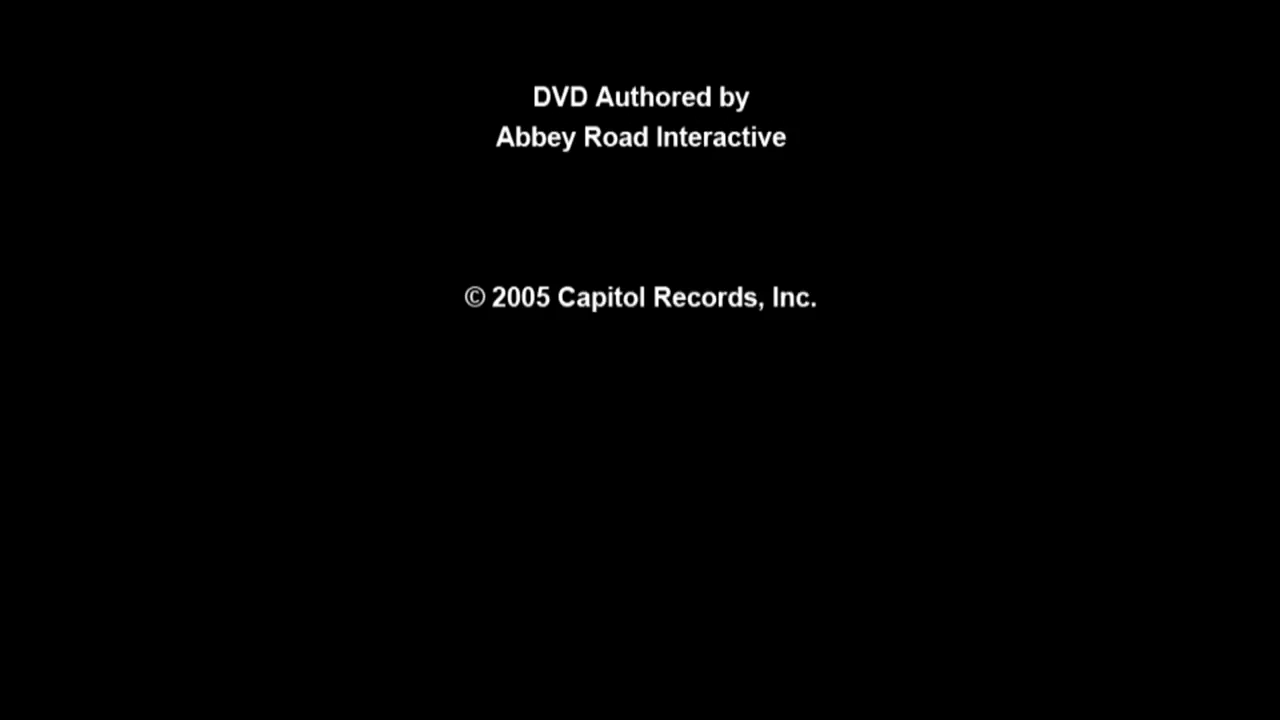 DVD Authored by
Abbey Road Interactive
© 2005 Capitol Records, Inc.